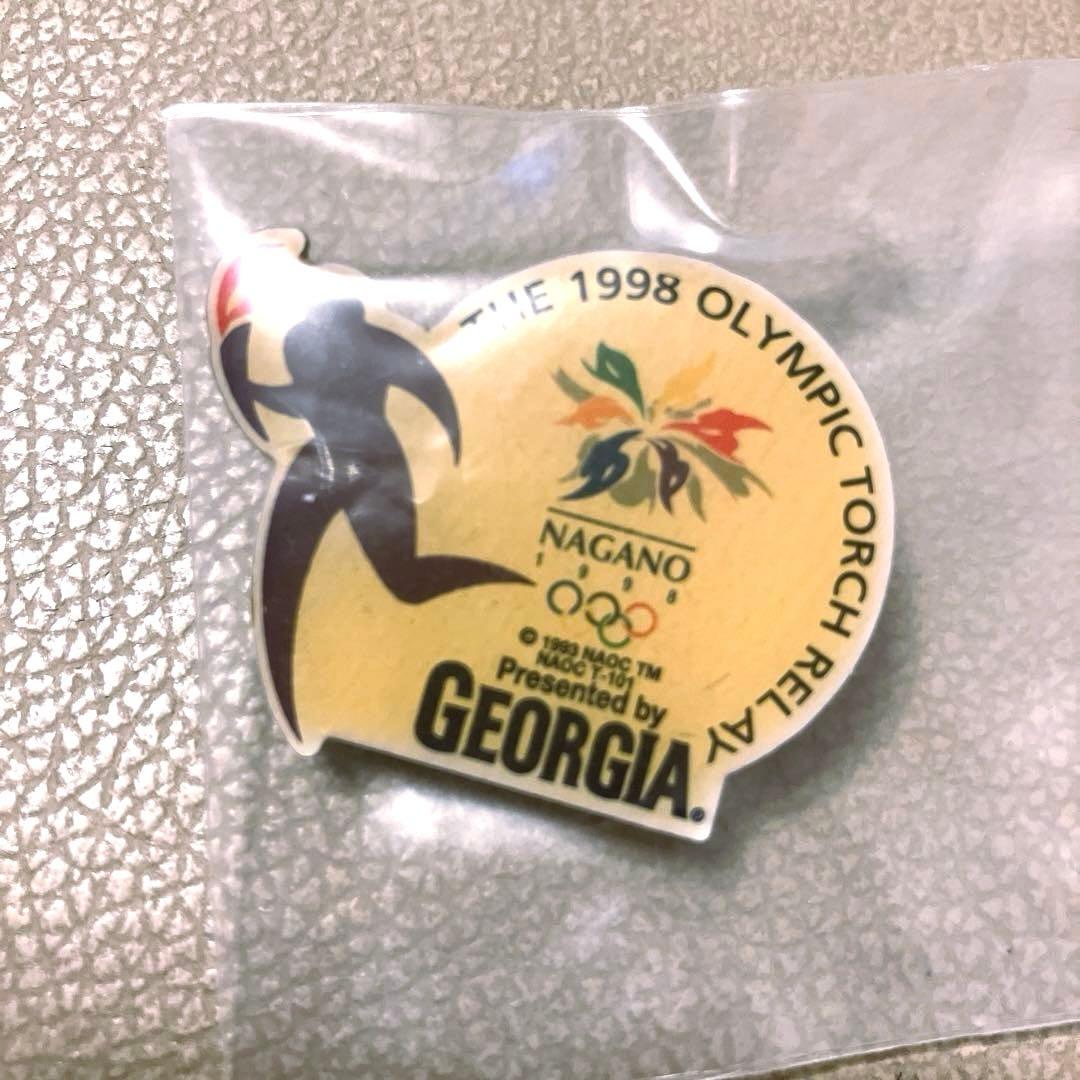 THE 1998 OLYMPIC TORCH RELAY
NAGANO
1998
© 1993 NAOC TM
NAOC T-101
Presented by
GEORGIA®